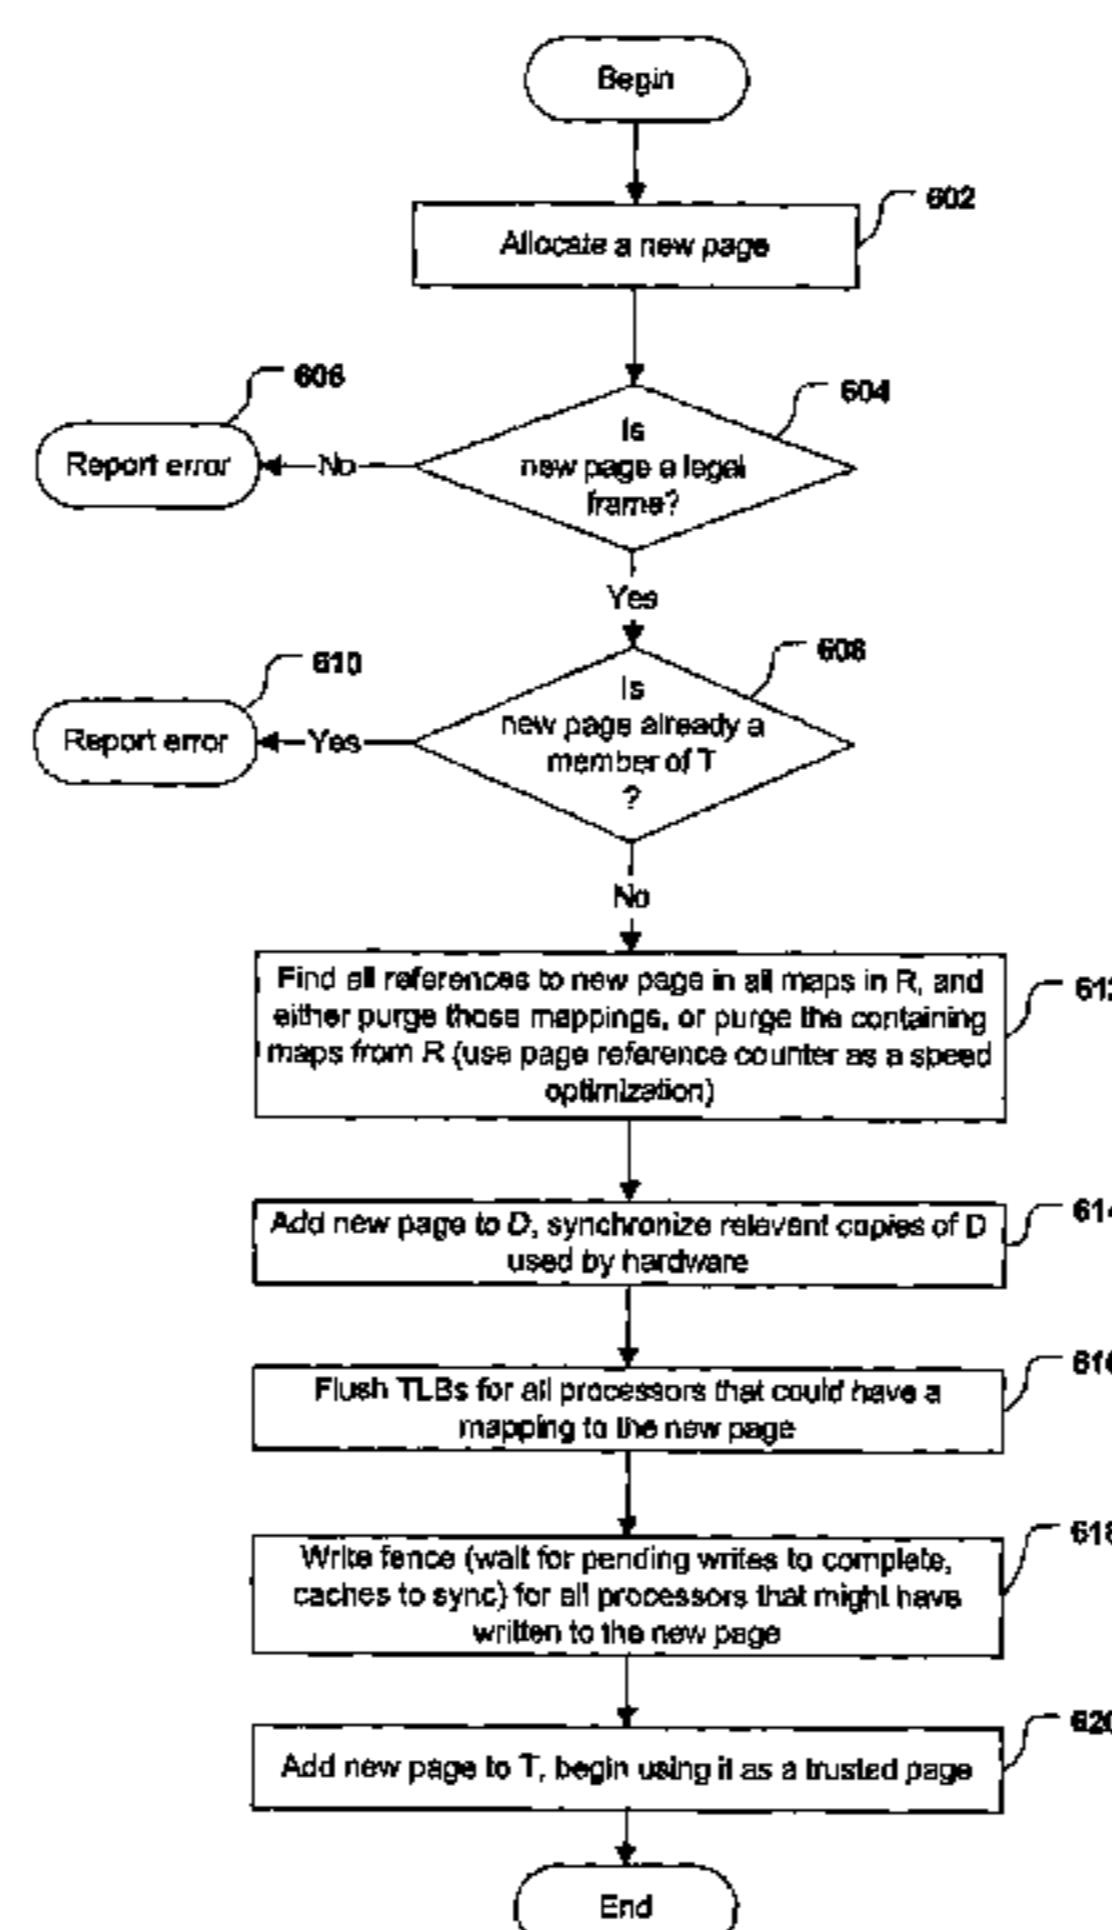 Begin
602
Allocate a new page
606
604
Is
new page a legal
frame?
Report error
No
Yes
610
608
Is
new page already a
member of T
?
Report error
Yes
No
Find all references to new page in all maps in R, and
either purge those mappings, or purge the containing
maps from R (use page reference counter as a speed
optimization)
612
Add new page to D, synchronize relevant copies of D
used by hardware
614
Flush TLBs for all processors that could have a
mapping to the new page
616
Write fence (wait for pending writes to complete,
caches to sync) for all processors that might have
written to the new page
618
Add new page to T, begin using it as a trusted page
620
End